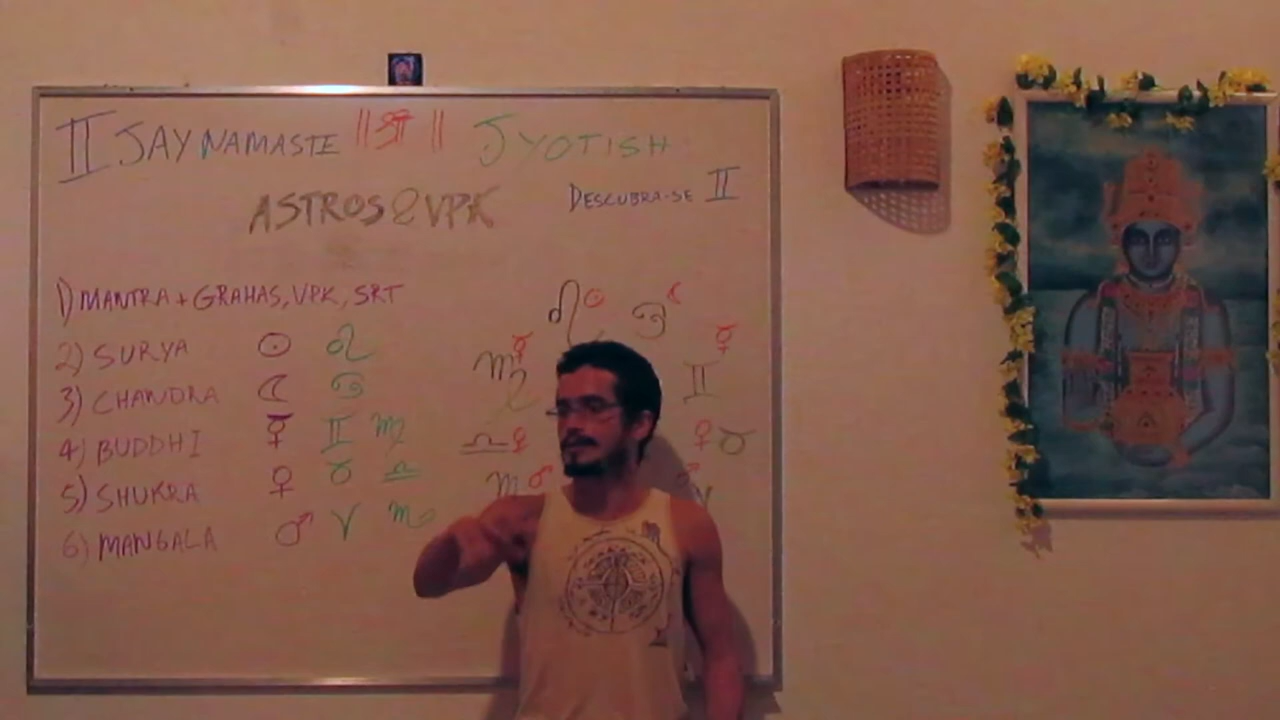 II JAY NAMASTE ॥ श्री ॥ JYOTISH
ASTROS & VPK DESCUBRA-SE II
1) MANTRA + GRAHAS, VPK, SRT
2) SURYA ☉ ♌
3) CHANDRA ☾ ♋
4) BUDDHI ☿ ♊ ♍
5) SHUKRA ♀ ♉ ♎
6) MANGALA ♂ ♈ ♏
♌ ☉ ♋ ☾
♍ ☿ ☿ ♊
♎ ♀ ♀ ♉
♏ ♂ ♂ ♈